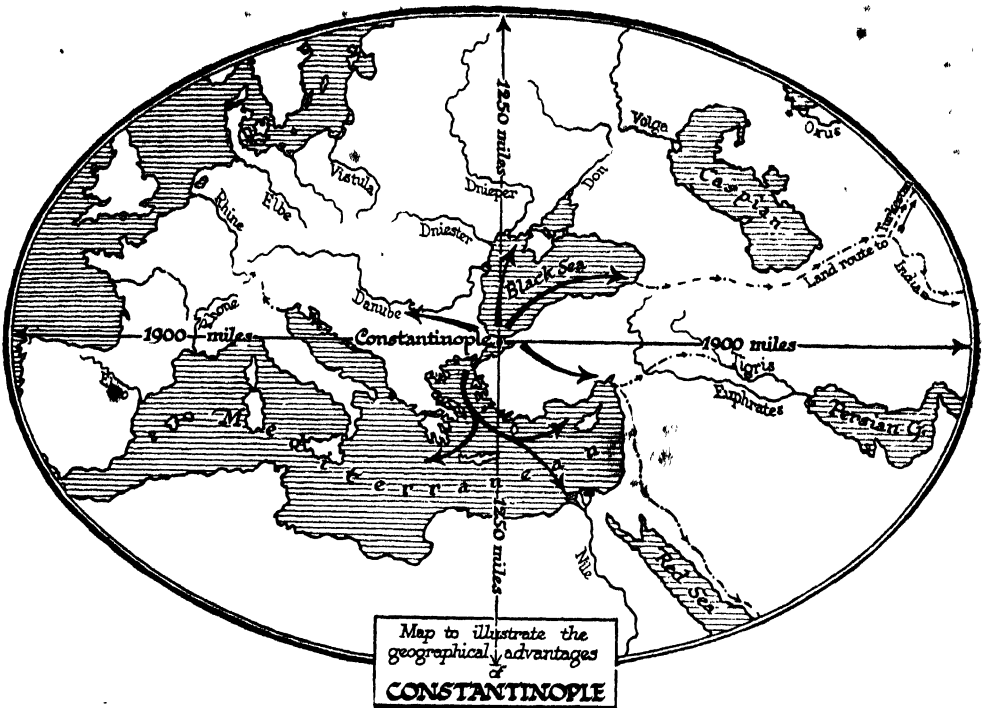 1250 miles
Volga
Oxus
Vistula
Dnieper
Don
Caspian
Rhine
Elbe
Dniester
Turkestan
Land route to
India
Black Sea
Danube
Rhone
1900 miles
Constantinople
1900 miles
Tigris
Euphrates
Persian G.
Mediterranean
1250 miles
Nile
Red Sea
Map to illustrate the
geographical advantages
of
CONSTANTINOPLE